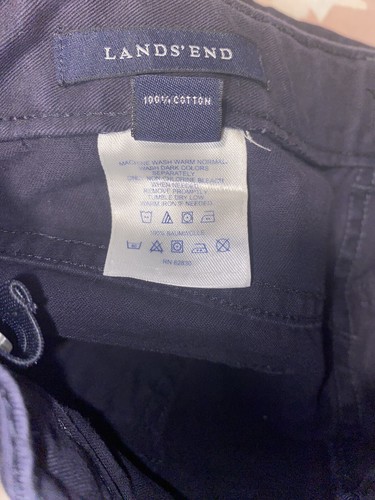 LANDS' END
100% COTTON
MACHINE WASH WARM NORMAL
WASH DARK COLORS
SEPARATELY
ONLY NON-CHLORINE BLEACH
WHEN NEEDED
REMOVE PROMPTLY
TUMBLE DRY LOW
WARM IRON IF NEEDED
100% BAUMWOLLE